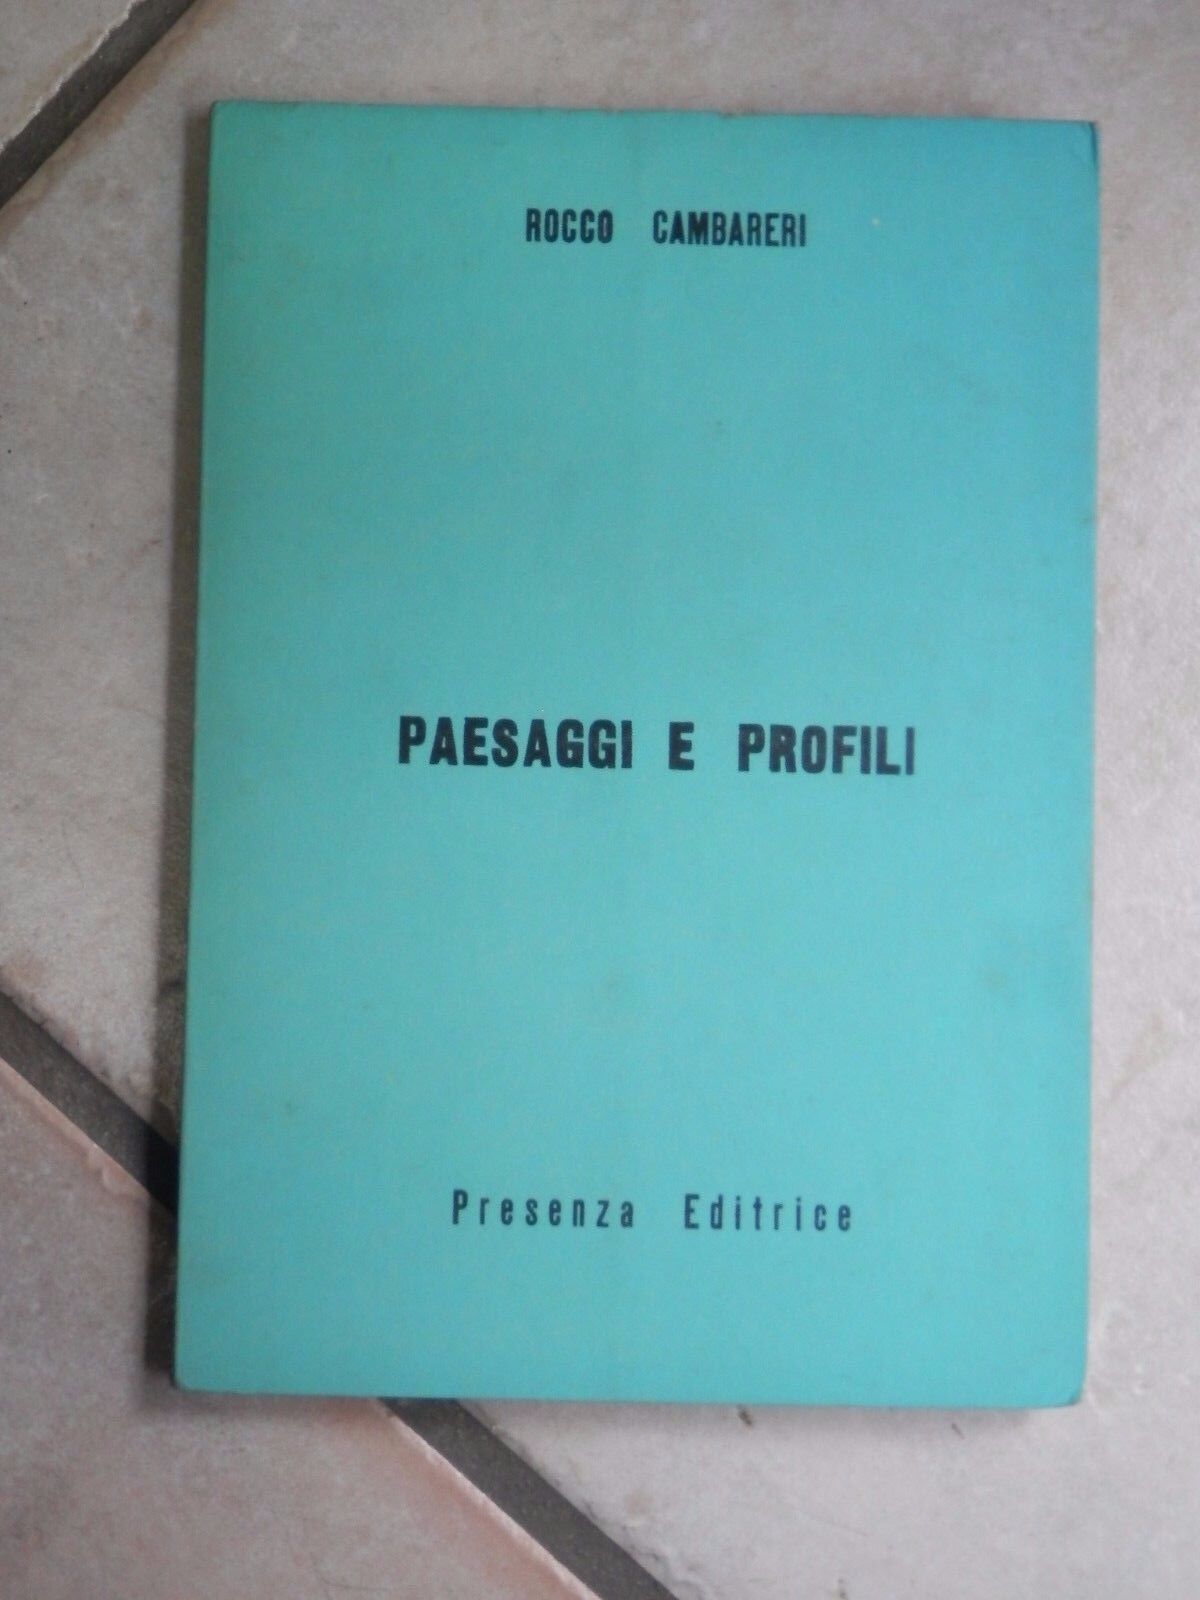 ROCCO CAMBARERI
PAESAGGI E PROFILI
Presenza Editrice